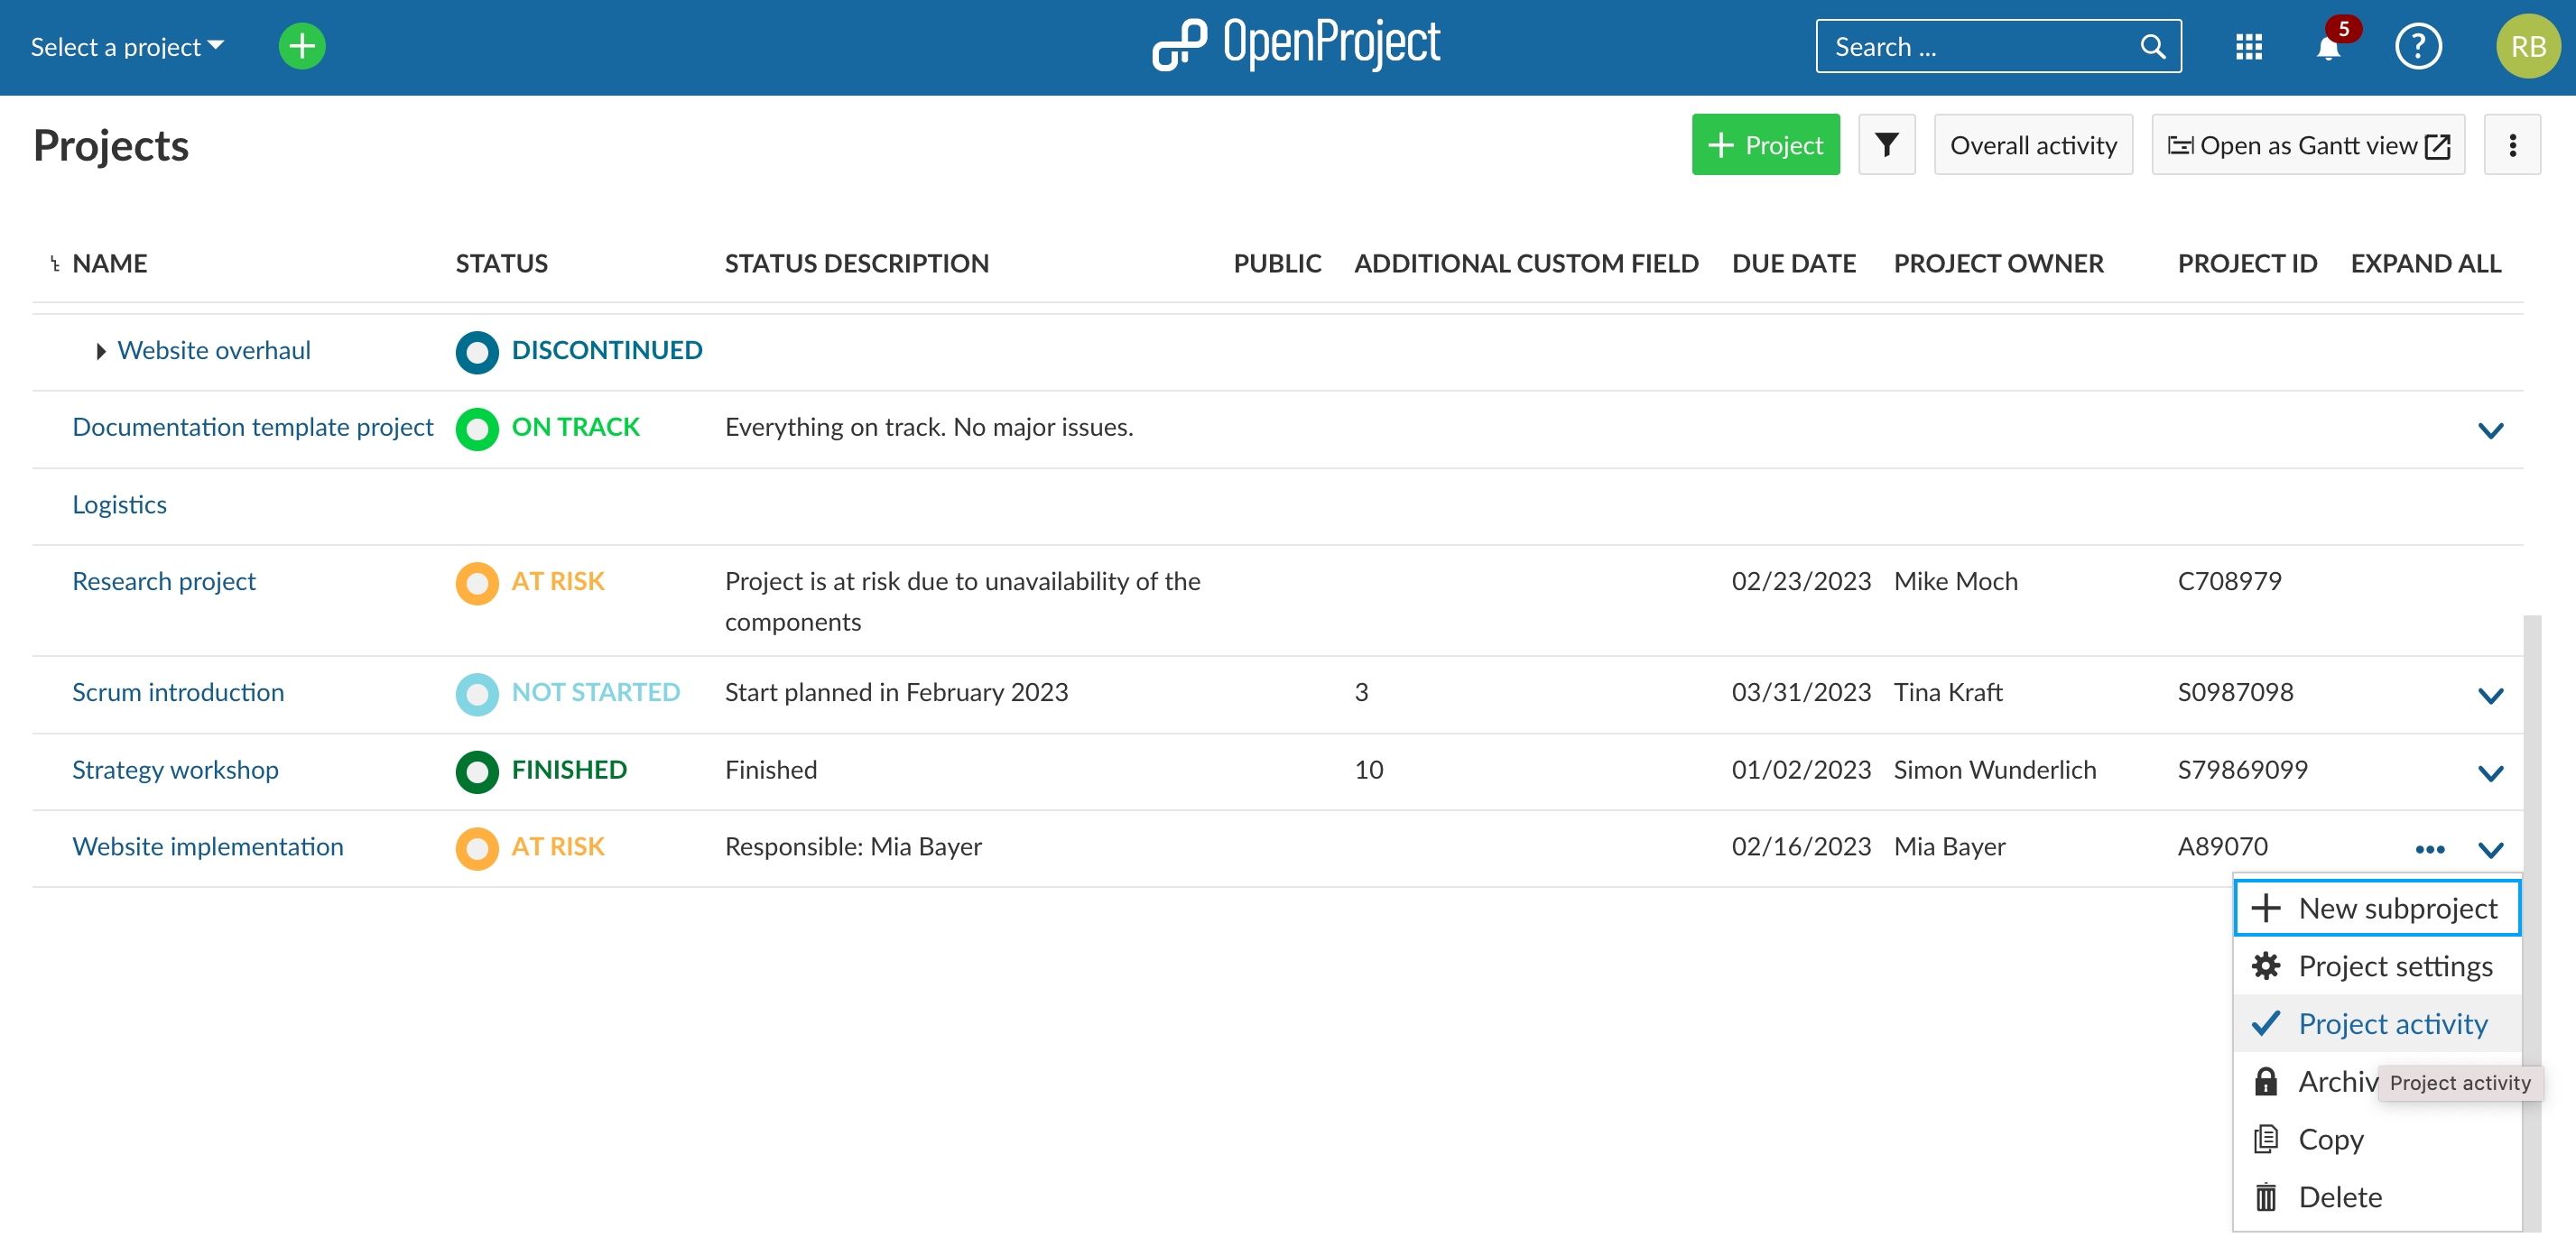 Select a project
OpenProject
Search ...
5
?
RB
Projects
Project
Overall activity
Open as Gantt view
NAME STATUS STATUS DESCRIPTION PUBLIC ADDITIONAL CUSTOM FIELD DUE DATE PROJECT OWNER PROJECT ID EXPAND ALL
Website overhaul DISCONTINUED
Documentation template project ON TRACK Everything on track. No major issues.
Logistics
Research project AT RISK Project is at risk due to unavailability of the 02/23/2023 Mike Moch C708979
components
Scrum introduction NOT STARTED Start planned in February 2023 3 03/31/2023 Tina Kraft S0987098
Strategy workshop FINISHED Finished 10 01/02/2023 Simon Wunderlich S79869099
Website implementation AT RISK Responsible: Mia Bayer 02/16/2023 Mia Bayer A89070
New subproject
Project settings
Project activity
Archiv
Project activity
Copy
Delete